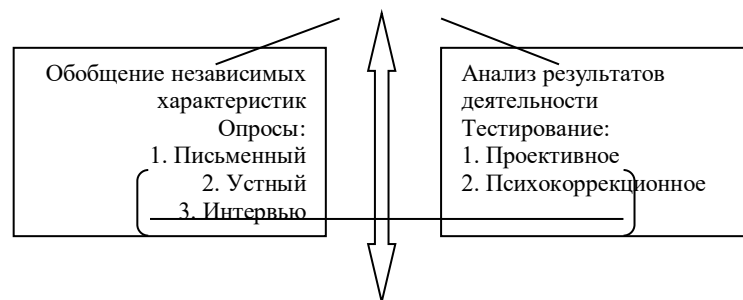 Обобщение независимых
характеристик
Опросы:
1. Письменный
2. Устный
3. Интервью
Анализ результатов
деятельности
Тестирование:
1. Проективное
2. Психокоррекционное